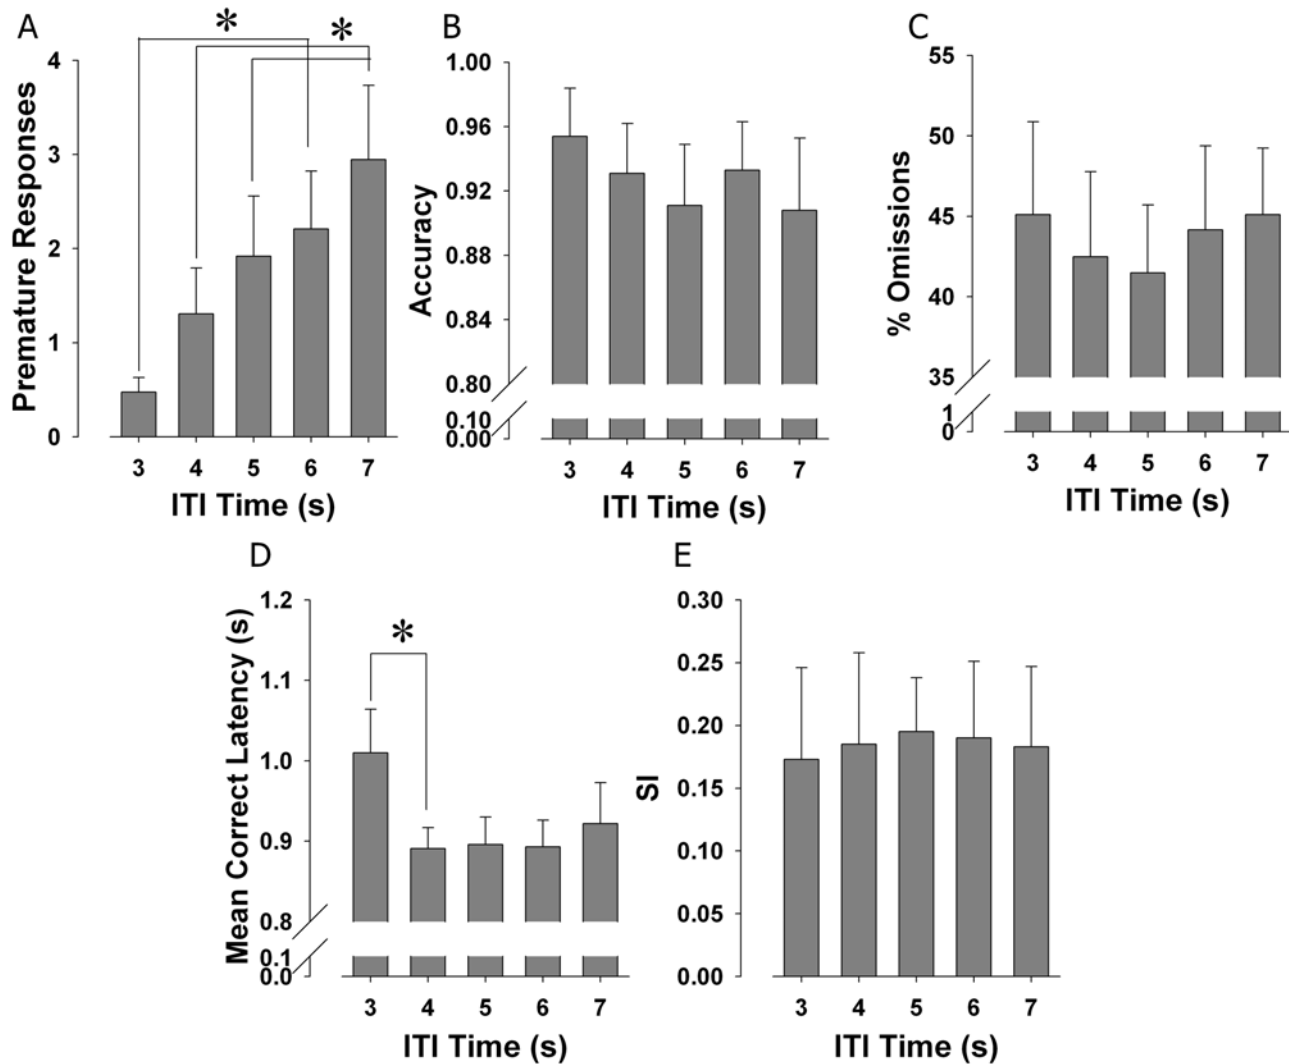 A
Premature Responses
4
3
2
1
0
*
*
3 4 5 6 7
ITI Time (s)
B
Accuracy
1.00
0.96
0.92
0.88
0.84
0.80
0.10
0.00
3 4 5 6 7
ITI Time (s)
C
% Omissions
55
50
45
40
35
1
0
3 4 5 6 7
ITI Time (s)
D
Mean Correct Latency (s)
1.2
1.1
1.0
0.9
0.8
0.1
0.0
*
3 4 5 6 7
ITI Time (s)
E
SI
0.30
0.25
0.20
0.15
0.10
0.05
0.00
3 4 5 6 7
ITI Time (s)